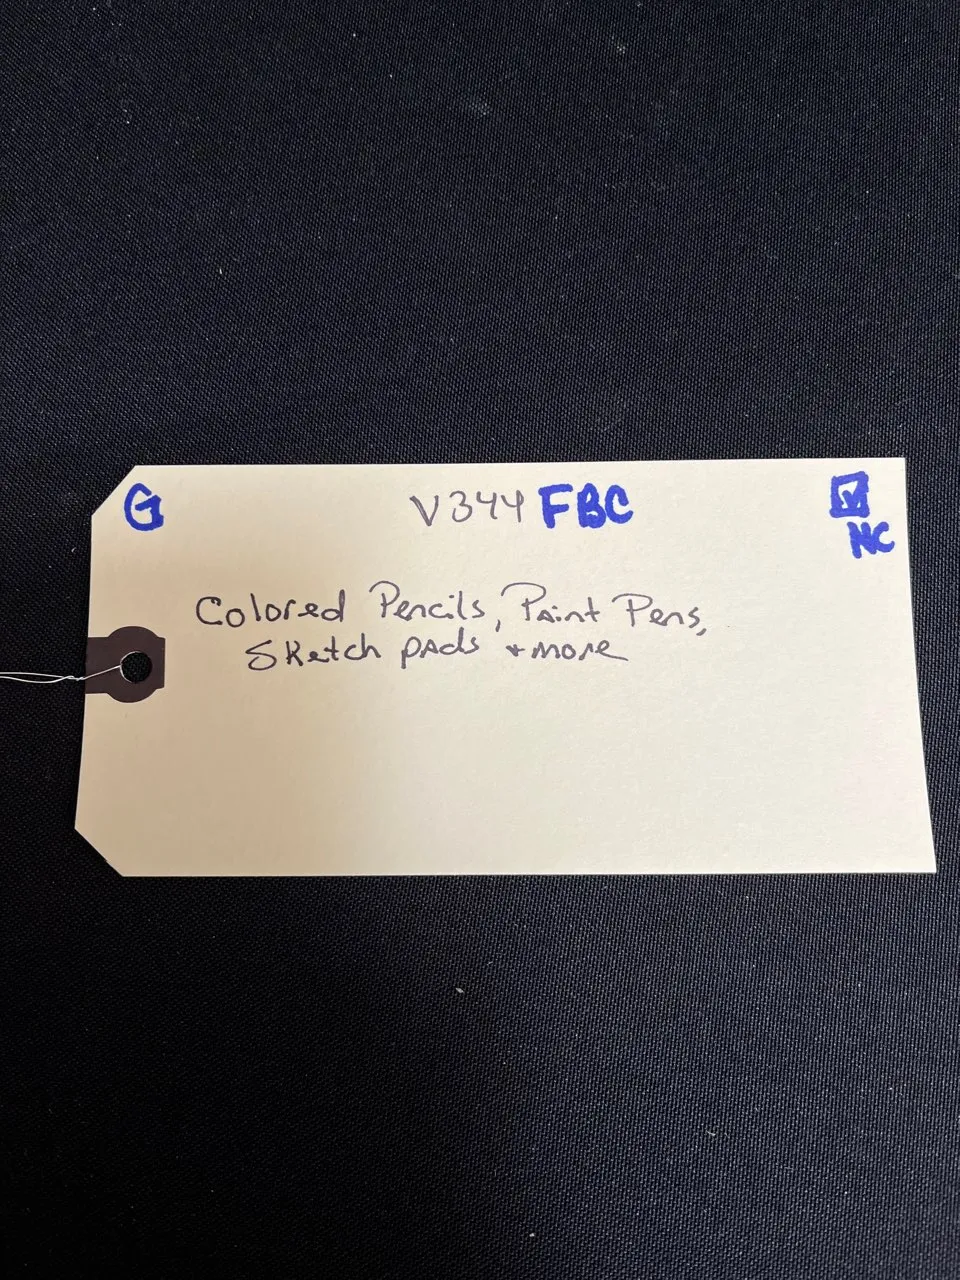 G V344 FBC
NC
Colored Pencils, Paint Pens,
Sketch pads + more